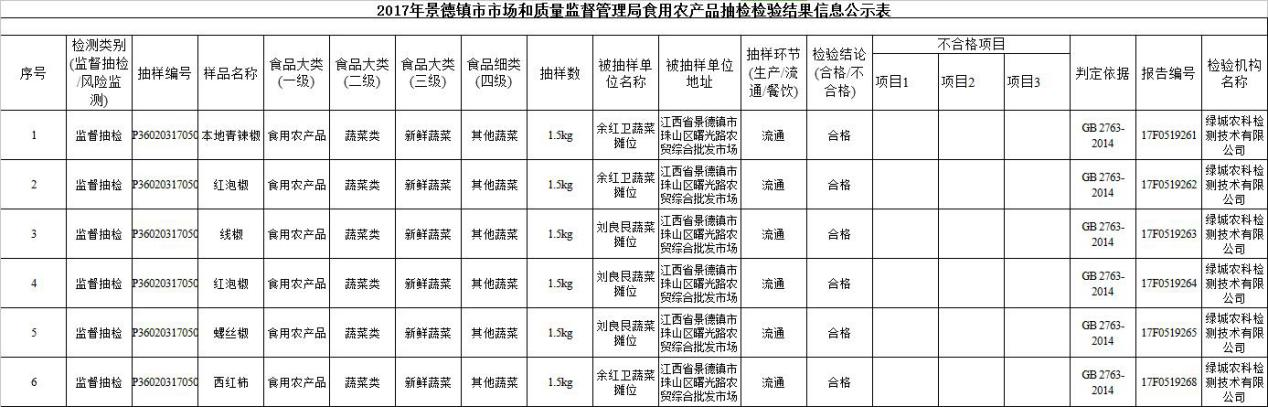 2017年景德镇市市场和质量监督管理局食用农产品抽检检验结果信息公示表
序号 检测类别(监督抽检/风险监测) 抽样编号 样品名称 食品大类(一级) 食品大类(二级) 食品大类(三级) 食品细类(四级) 抽样数 被抽样单位名称 被抽样单位地址 抽样环节(生产/流通/餐饮) 检验结论(合格/不合格) 不合格项目 项目1 项目2 项目3 判定依据 报告编号 检验机构名称
1 监督抽检 P36020317050 本地青辣椒 食用农产品 蔬菜类 新鲜蔬菜 其他蔬菜 1.5kg 余红卫蔬菜摊位 江西省景德镇市珠山区曙光路农贸综合批发市场 流通 合格 GB 2763-2014 17F0519261 绿城农科检测技术有限公司
2 监督抽检 P36020317050 红泡椒 食用农产品 蔬菜类 新鲜蔬菜 其他蔬菜 1.5kg 余红卫蔬菜摊位 江西省景德镇市珠山区曙光路农贸综合批发市场 流通 合格 GB 2763-2014 17F0519262 绿城农科检测技术有限公司
3 监督抽检 P36020317050 线椒 食用农产品 蔬菜类 新鲜蔬菜 其他蔬菜 1.5kg 刘良艮蔬菜摊位 江西省景德镇市珠山区曙光路农贸综合批发市场 流通 合格 GB 2763-2014 17F0519263 绿城农科检测技术有限公司
4 监督抽检 P36020317050 红泡椒 食用农产品 蔬菜类 新鲜蔬菜 其他蔬菜 1.5kg 刘良艮蔬菜摊位 江西省景德镇市珠山区曙光路农贸综合批发市场 流通 合格 GB 2763-2014 17F0519264 绿城农科检测技术有限公司
5 监督抽检 P36020317050 螺丝椒 食用农产品 蔬菜类 新鲜蔬菜 其他蔬菜 1.5kg 刘良艮蔬菜摊位 江西省景德镇市珠山区曙光路农贸综合批发市场 流通 合格 GB 2763-2014 17F0519265 绿城农科检测技术有限公司
6 监督抽检 P36020317050 西红柿 食用农产品 蔬菜类 新鲜蔬菜 其他蔬菜 1.5kg 余红卫蔬菜摊位 江西省景德镇市珠山区曙光路农贸综合批发市场 流通 合格 GB 2763-2014 17F0519268 绿城农科检测技术有限公司